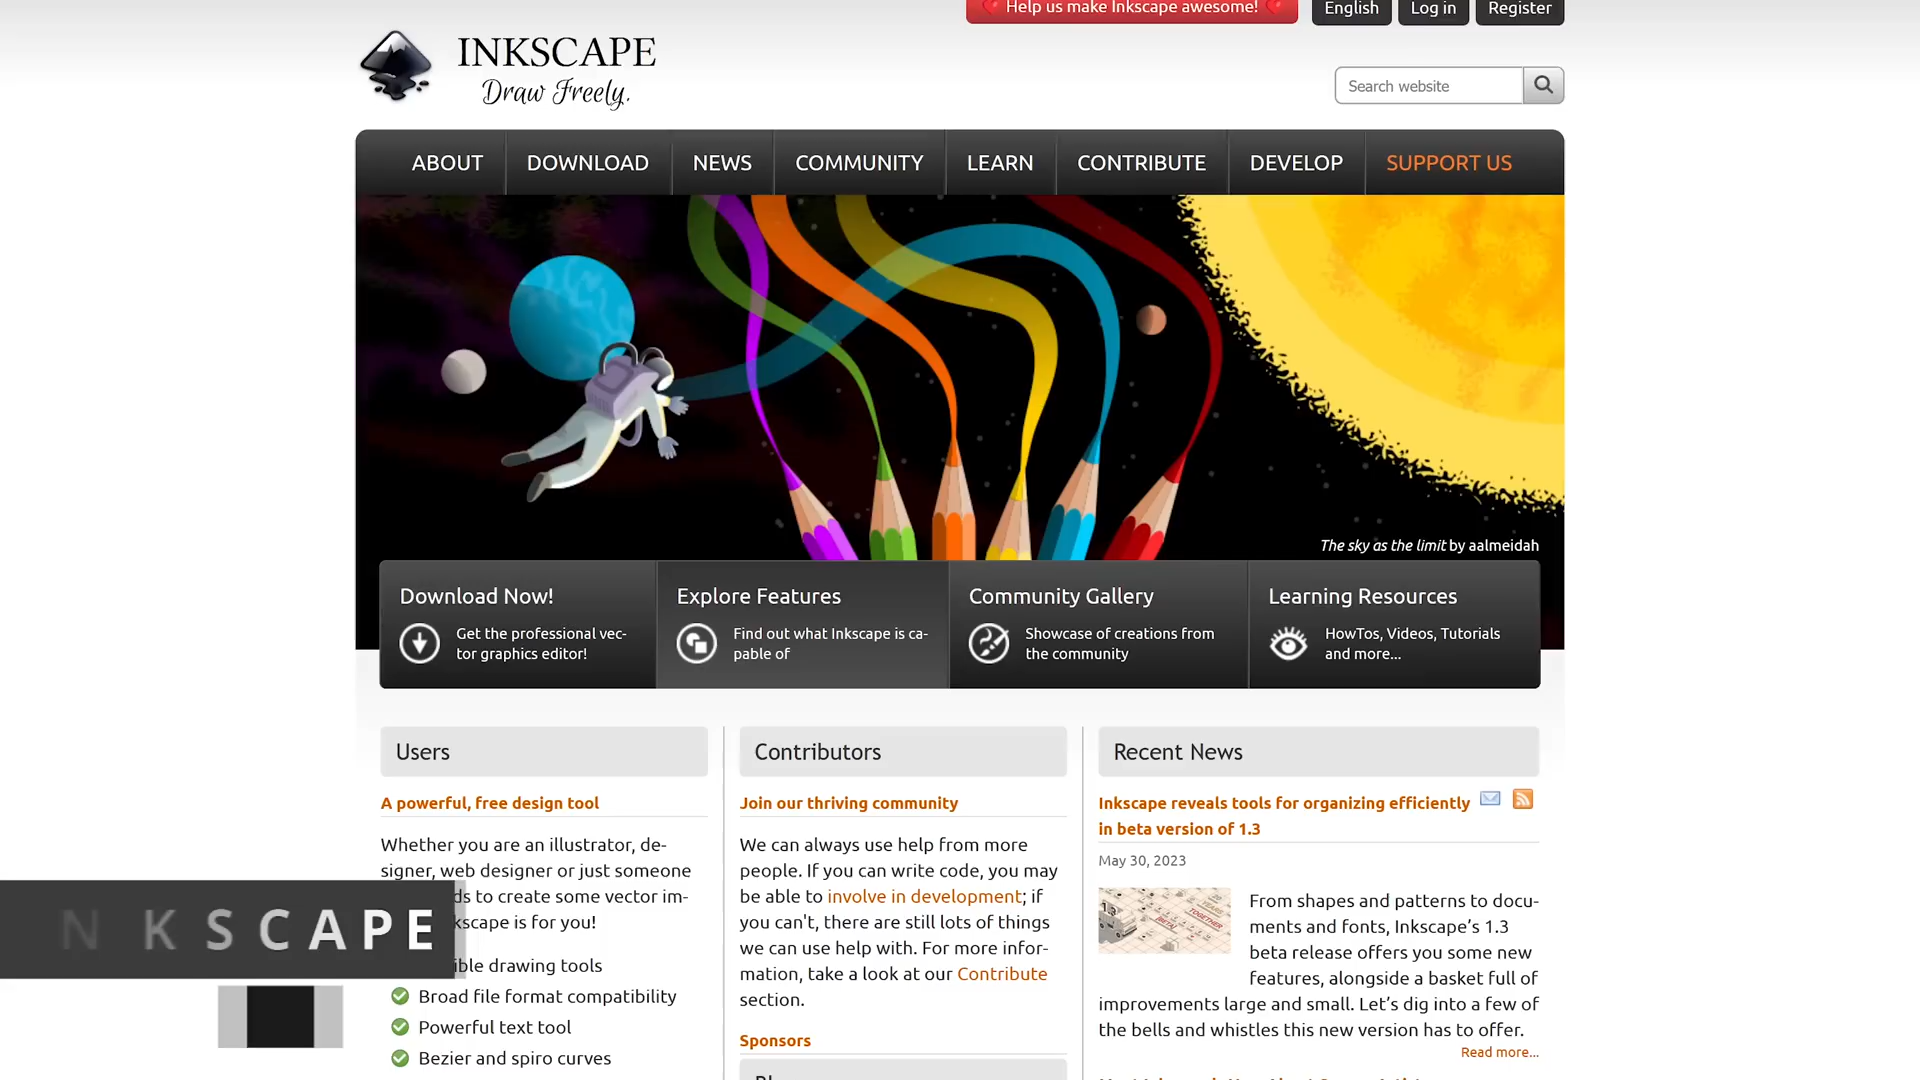 Help us make Inkscape awesome!
English
Log in
Register
INKSCAPE
Draw Freely.
Search website
ABOUT
DOWNLOAD
NEWS
COMMUNITY
LEARN
CONTRIBUTE
DEVELOP
SUPPORT US
The sky as the limit by aalmeidah
Download Now!
Get the professional vec-
tor graphics editor!
Explore Features
Find out what Inkscape is ca-
pable of
Community Gallery
Showcase of creations from
the community
Learning Resources
HowTos, Videos, Tutorials
and more...
Users
A powerful, free design tool
Whether you are an illustrator, de-
signer, web designer or just someone
to create some vector im-
kscape is for you!
ible drawing tools
Broad file format compatibility
Powerful text tool
Bezier and spiro curves
Contributors
Join our thriving community
We can always use help from more
people. If you can write code, you may
be able to involve in development; if
you can't, there are still lots of things
we can use help with. For more infor-
mation, take a look at our Contribute
section.
Sponsors
Recent News
Inkscape reveals tools for organizing efficiently
in beta version of 1.3
May 30, 2023
From shapes and patterns to docu-
ments and fonts, Inkscape’s 1.3
beta release offers you some new
features, alongside a basket full of
improvements large and small. Let’s dig into a few of
the bells and whistles this new version has to offer.
Read more...
NKSCAPE